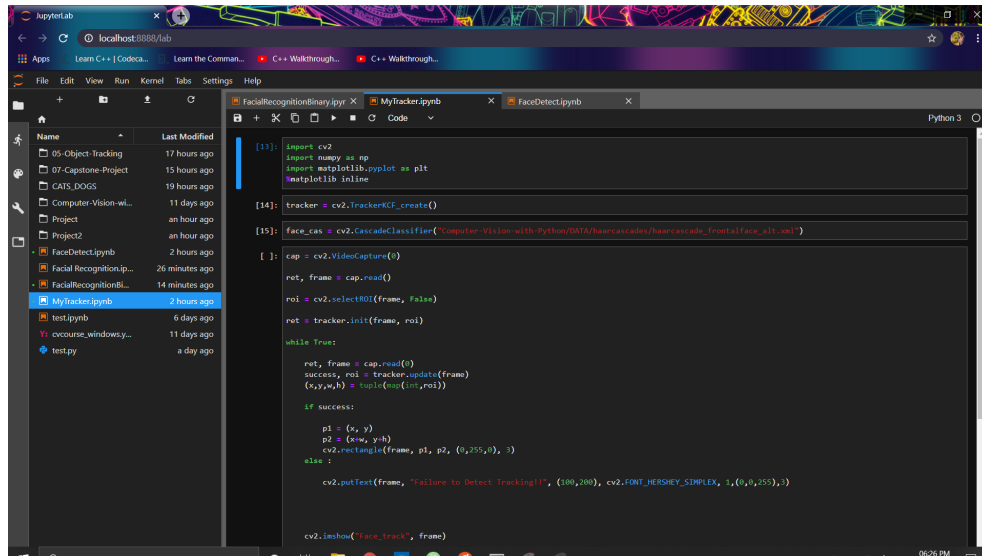 JupyterLab
localhost:8888/lab
Apps
Learn C++ | Codeca...
Learn the Comman...
C++ Walkthrough...
C++ Walkthrough...
File Edit View Run Kernel Tabs Settings Help
FacialRecognitionBinary.ipyr
MyTracker.ipynb
FaceDetect.ipynb
Code
Python 3
Name Last Modified
05-Object-Tracking 17 hours ago
07-Capstone-Project 15 hours ago
CATS_DOGS 19 hours ago
Computer-Vision-wi... 11 days ago
Project an hour ago
Project2 an hour ago
FaceDetect.ipynb 2 hours ago
Facial Recognition.ip... 26 minutes ago
FacialRecognitionBi... 14 minutes ago
MyTracker.ipynb 2 hours ago
test.ipynb 6 days ago
Y: cvcourse_windows.y... 11 days ago
test.py a day ago
[13]: import cv2
import numpy as np
import matplotlib.pyplot as plt
%matplotlib inline
[14]: tracker = cv2.TrackerKCF_create()
[15]: face_cas = cv2.CascadeClassifier("Computer-Vision-with-Python/DATA/haarcascades/haarcascade_frontalface_alt.xml")
[ ]: cap = cv2.VideoCapture(0)
ret, frame = cap.read()
roi = cv2.selectROI(frame, False)
ret = tracker.init(frame, roi)
while True:
ret, frame = cap.read(0)
success, roi = tracker.update(frame)
(x,y,w,h) = tuple(map(int,roi))
if success:
p1 = (x, y)
p2 = (x+w, y+h)
cv2.rectangle(frame, p1, p2, (0,255,0), 3)
else :
cv2.putText(frame, "Failure to Detect Tracking!!", (100,200), cv2.FONT_HERSHEY_SIMPLEX, 1,(0,0,255),3)
cv2.imshow("Face_track", frame)
06:26 PM